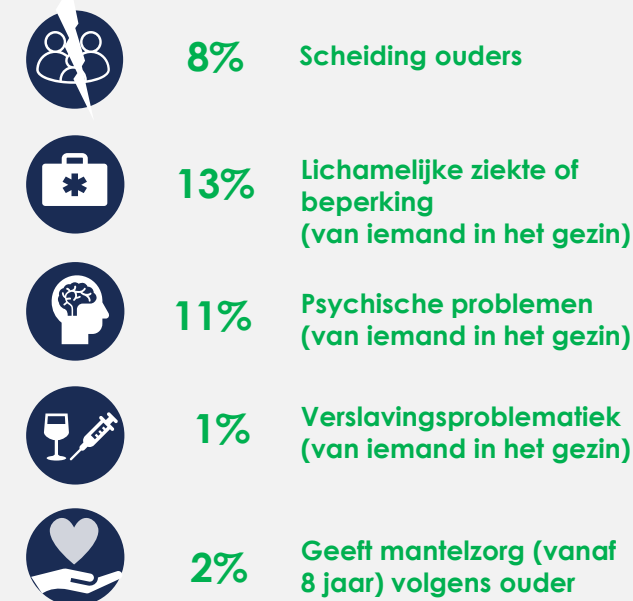 8% Scheiding ouders
13% Lichamelijke ziekte of
beperking
(van iemand in het gezin)
11% Psychische problemen
(van iemand in het gezin)
1% Verslavingsproblematiek
(van iemand in het gezin)
2% Geeft mantelzorg (vanaf
8 jaar) volgens ouder